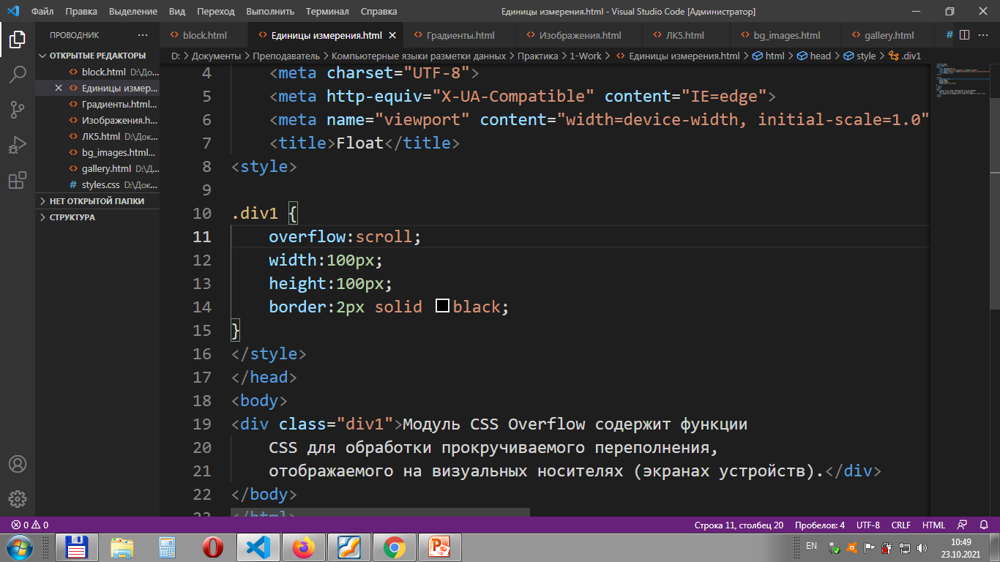 Файл Правка Выделение Вид Переход Выполнить Терминал Справка Единицы измерения.html - Visual Studio Code [Администратор]
ПРОВОДНИК ...
block.html Единицы измерения.html Градиенты.html Изображения.html ЛК5.html bg_images.html gallery.html # ...
ОТКРЫТЫЕ РЕДАКТОРЫ
block.html D:\До...
Единицы измер...
Градиенты.html...
Изображения.h...
ЛК5.html D:\Док...
bg_images.html...
gallery.html D:\Д...
# styles.css D:\Док...
НЕТ ОТКРЫТОЙ ПАПКИ
СТРУКТУРА
D: > Документы > Преподаватель > Компьютерные языки разметки данных > Практика > 1-Work > Единицы измерения.html > html > head > style > .div1
4 <meta charset="UTF-8">
5 <meta http-equiv="X-UA-Compatible" content="IE=edge">
6 <meta name="viewport" content="width=device-width, initial-scale=1.0"
7 <title>Float</title>
8 <style>
9
10 .div1 {
11 overflow:scroll;
12 width:100px;
13 height:100px;
14 border:2px solid black;
15 }
16 </style>
17 </head>
18 <body>
19 <div class="div1">Модуль CSS Overflow содержит функции
20 CSS для обработки прокручиваемого переполнения,
21 отображаемого на визуальных носителях (экранах устройств).</div>
22 </body>
23 </html>
0 0 Строка 11, столбец 20 Пробелов: 4 UTF-8 CRLF HTML
EN 10:49
23.10.2021